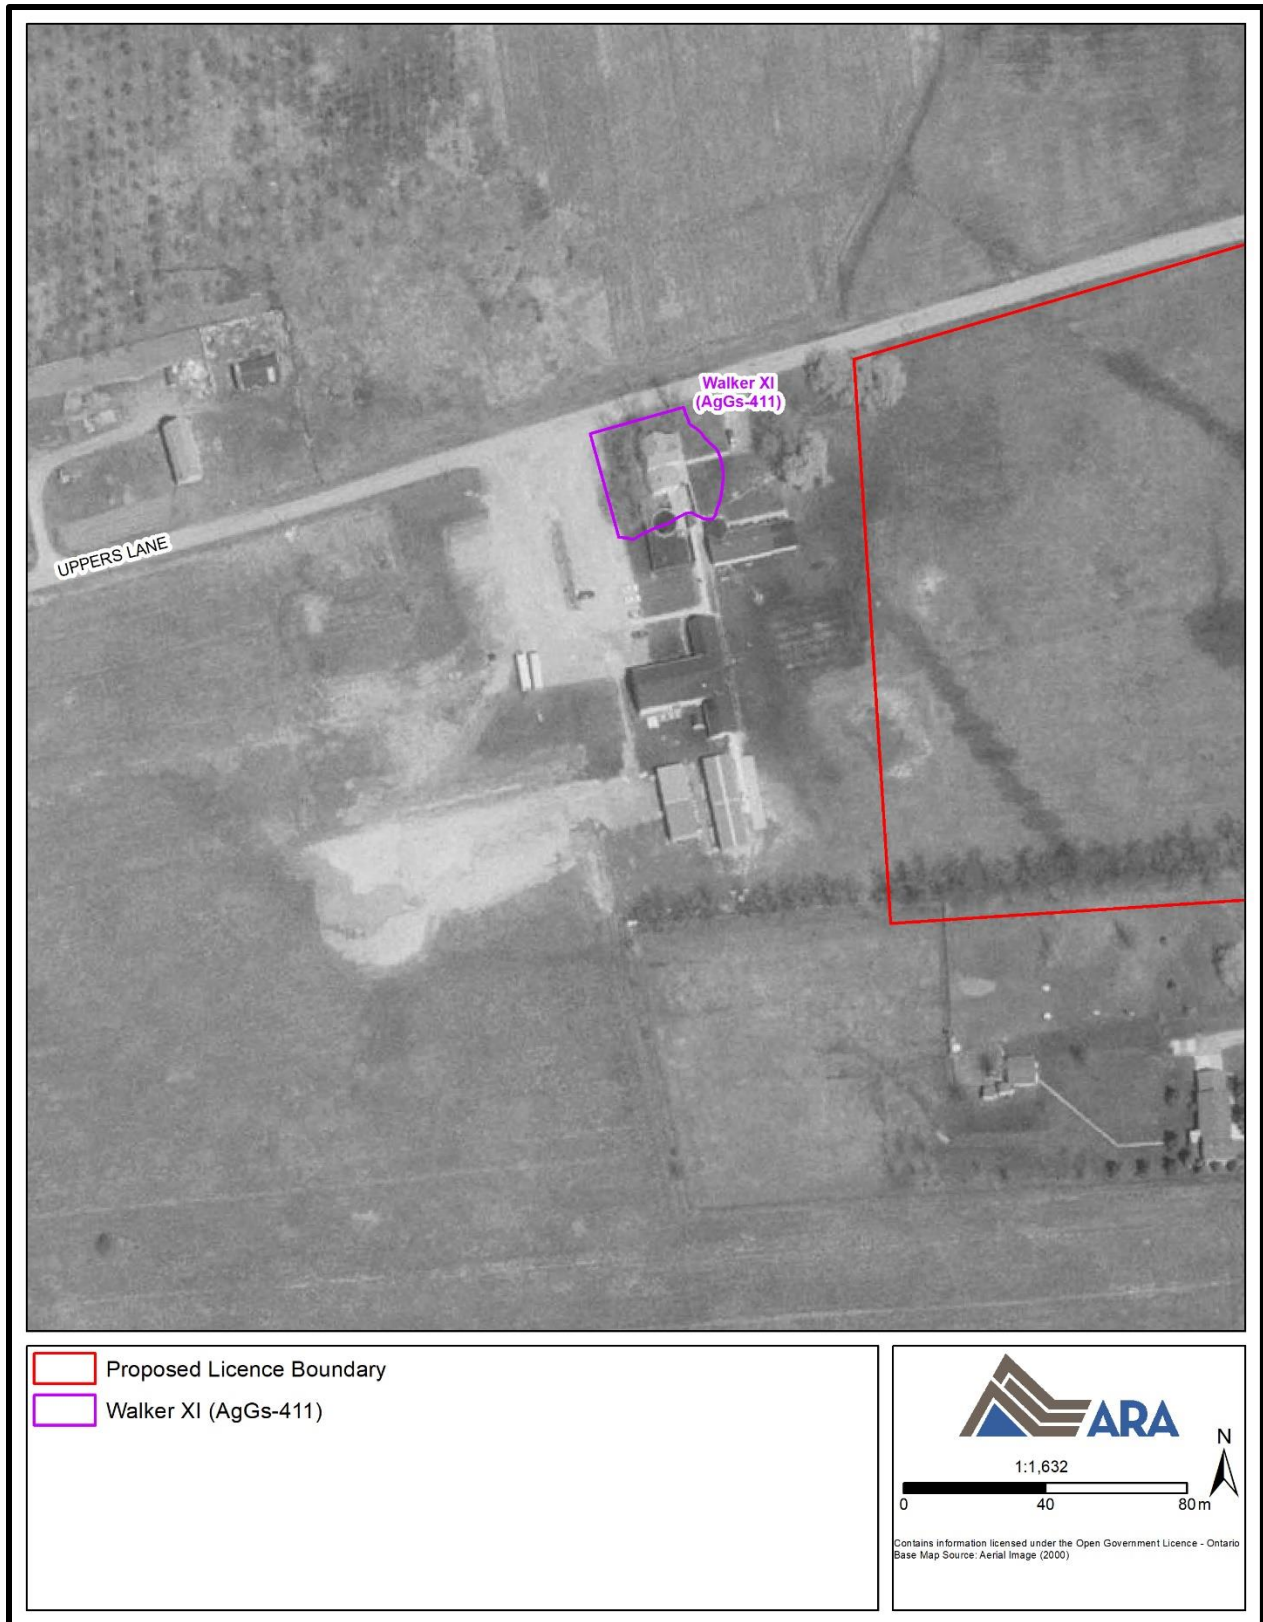 Walker XI
(AgGs-411)
UPPERS LANE
Proposed Licence Boundary
Walker XI (AgGs-411)
ARA
N
1:1,632
0 40 80 m
Contains information licensed under the Open Government Licence - Ontario
Base Map Source: Aerial Image (2000)